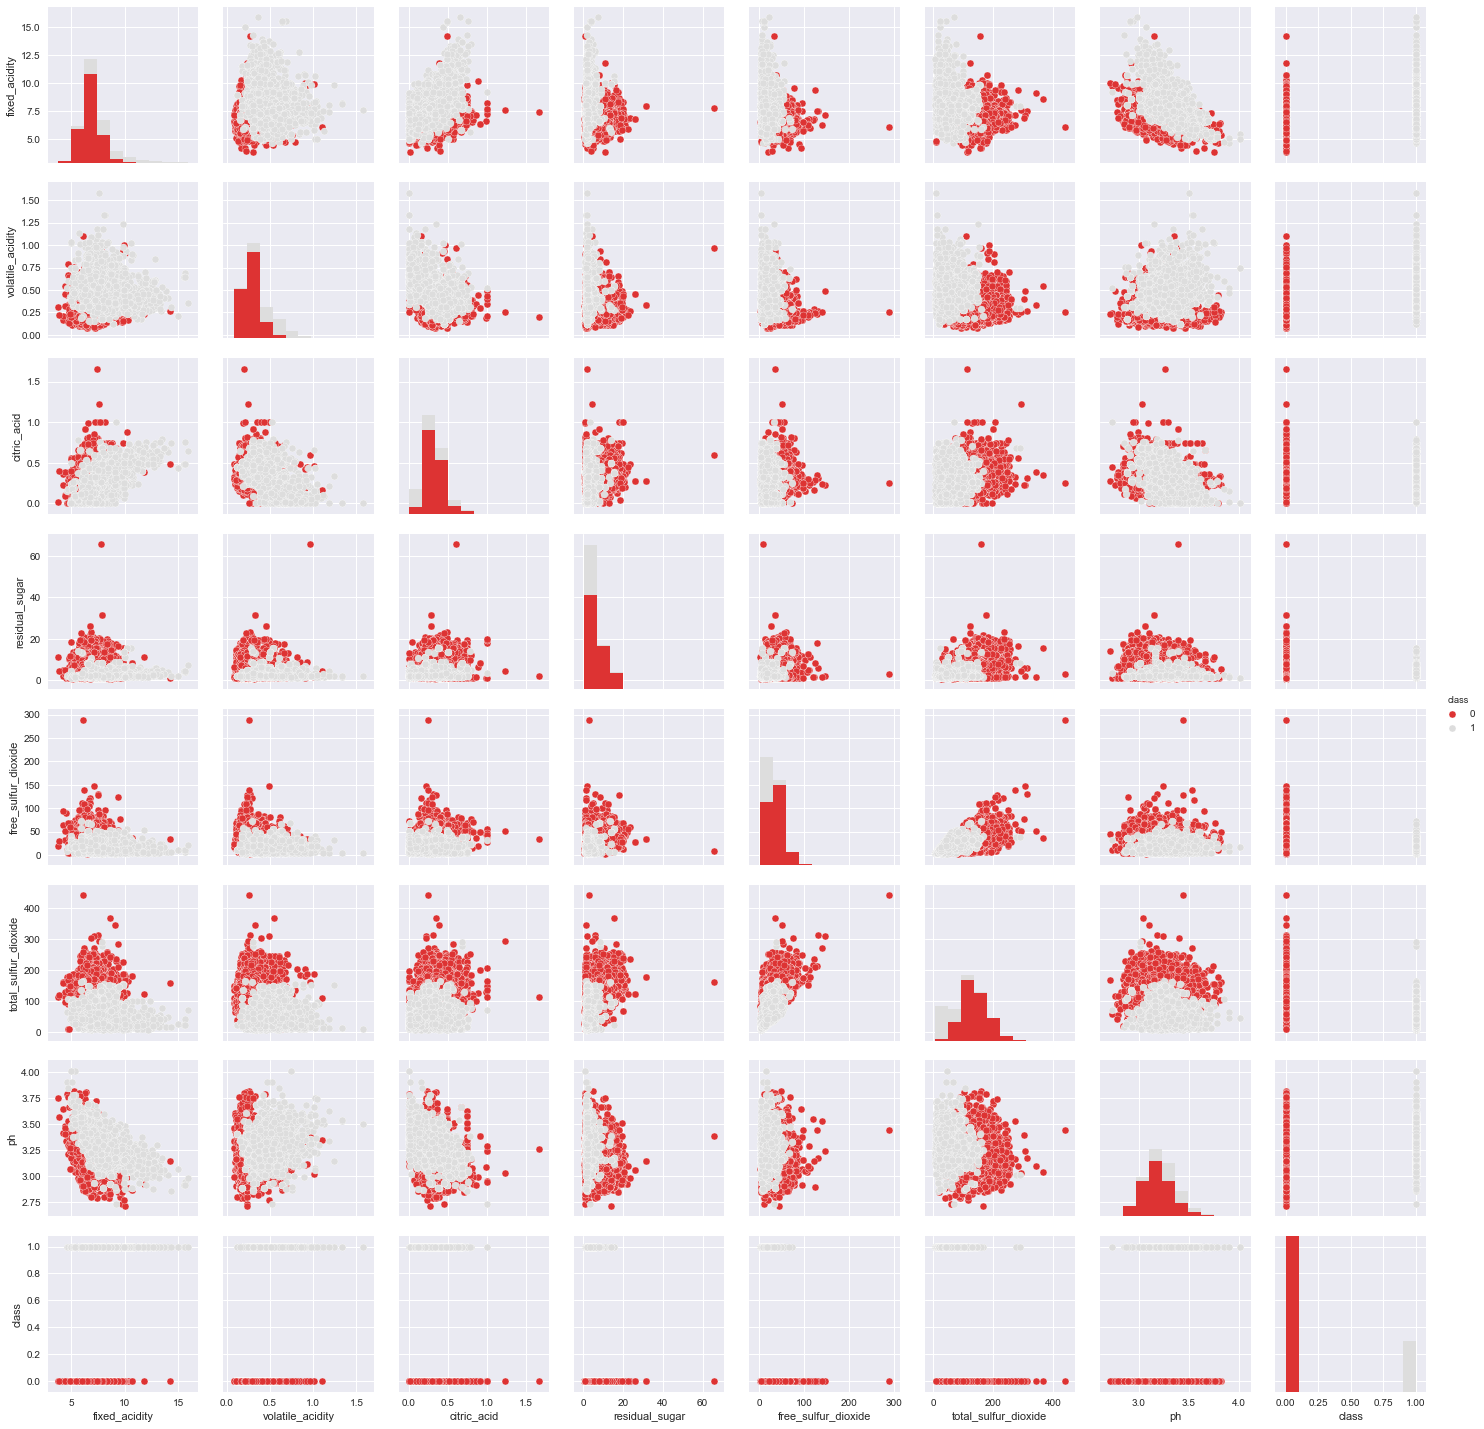 15.0
12.5
10.0
7.5
5.0
fixed_acidity
1.50
1.25
1.00
0.75
0.50
0.25
0.00
volatile_acidity
1.5
1.0
0.5
0.0
citric_acid
60
40
20
0
residual_sugar
300
250
200
150
100
50
0
free_sulfur_dioxide
class
0
1
400
300
200
100
0
total_sulfur_dioxide
4.00
3.75
3.50
3.25
3.00
2.75
ph
1.0
0.8
0.6
0.4
0.2
0.0
class
5 10 15
fixed_acidity
0.0 0.5 1.0 1.5
volatile_acidity
0.0 0.5 1.0 1.5
citric_acid
0 20 40 60
residual_sugar
0 100 200 300
free_sulfur_dioxide
0 200 400
total_sulfur_dioxide
3.0 3.5 4.0
ph
0.00 0.25 0.50 0.75 1.00
class